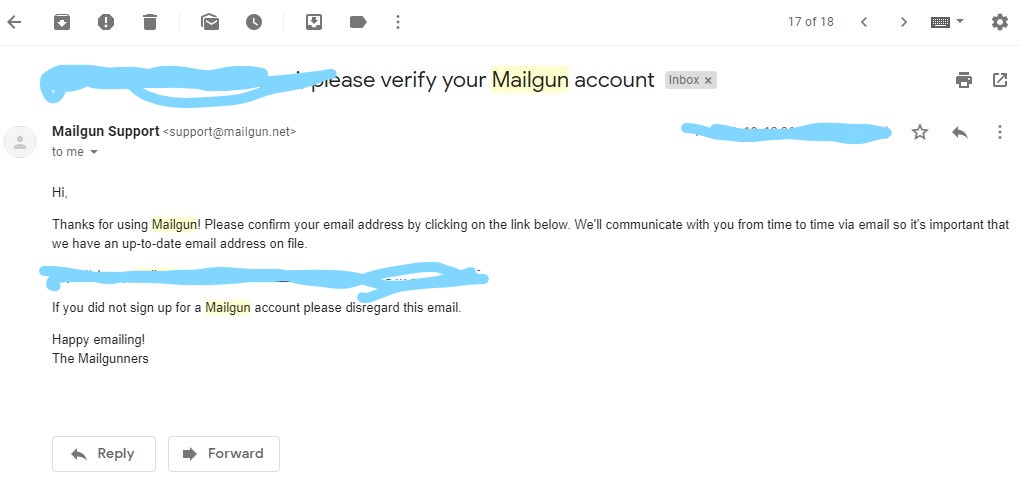 17 of 18
please verify your Mailgun account Inbox ×
Mailgun Support <support@mailgun.net>
to me
Hi,
Thanks for using Mailgun! Please confirm your email address by clicking on the link below. We'll communicate with you from time to time via email so it's important that
we have an up-to-date email address on file.
If you did not sign up for a Mailgun account please disregard this email.
Happy emailing!
The Mailgunners
Reply Forward